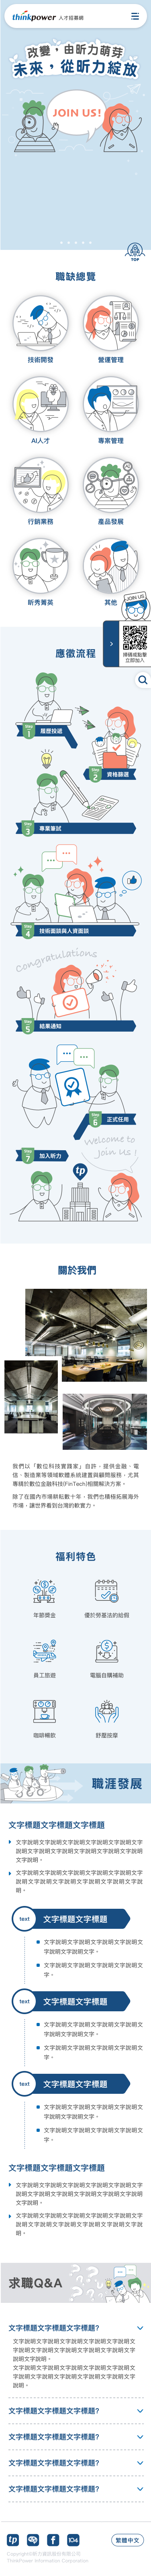 thinkpower 人才招募網
改變，由昕力萌芽
未來，從昕力綻放
JOIN US!
TOP
職缺總覽
技術開發
營運管理
AI人才
專案管理
行銷業務
產品發展
昕秀菁英
其他
JOIN US
掃描或點擊
立即加入
應徵流程
Step 1 履歷投遞
Step 2 資格篩選
Step 3 專業筆試
Step 4 技術面談與人資面談
congratulations
Step 5 結果通知
Step 6 正式任用
Step 7 加入昕力
Welcome to
Join Us !
tp
關於我們
我們以「數位科技實踐家」自許，提供金融、電
信、製造業等領域軟體系統建置與顧問服務，尤其
專精於數位金融科技(FinTech)相關解決方案。
除了在國內市場耕耘數十年，我們也積極拓展海外
市場，讓世界看到台灣的軟實力。
福利特色
年節獎金
優於勞基法的給假
員工旅遊
電腦自購補助
咖啡暢飲
舒壓按摩
職涯發展
文字標題文字標題文字標題
文字說明文字說明文字說明文字說明文字說明文字
說明文字說明文字說明文字說明文字說明文字說明
文字說明。
文字說明文字說明文字說明文字說明文字說明文字
說明文字說明文字說明文字說明文字說明文字說
明。
text 文字標題文字標題
文字說明文字說明文字說明文字說明
文字說明文字說明文字。
文字說明文字說明文字說明文字說明文
字。
text 文字標題文字標題
文字說明文字說明文字說明文字說明
文字說明文字說明文字。
文字說明文字說明文字說明文字說明文
字。
text 文字標題文字標題
文字說明文字說明文字說明文字說明
文字說明文字說明文字。
文字說明文字說明文字說明文字說明文
字。
文字標題文字標題文字標題
文字說明文字說明文字說明文字說明文字說明文字
說明文字說明文字說明文字說明文字說明文字說明
文字說明。
文字說明文字說明文字說明文字說明文字說明文字
說明文字說明文字說明文字說明文字說明文字說
明。
求職Q&A
文字標題文字標題文字標題?
文字說明文字說明文字說明文字說明文字說明文
字說明文字說明文字說明文字說明文字說明文字
說明文字說明。
文字說明文字說明文字說明文字說明文字說明文
字說明文字說明文字說明文字說明文字說明文字
說明。
文字標題文字標題文字標題?
文字標題文字標題文字標題?
文字標題文字標題文字標題?
文字標題文字標題文字標題?
tp
f
104
繁體中文
Copyright©昕力資訊股份有限公司
ThinkPower Information Corporation